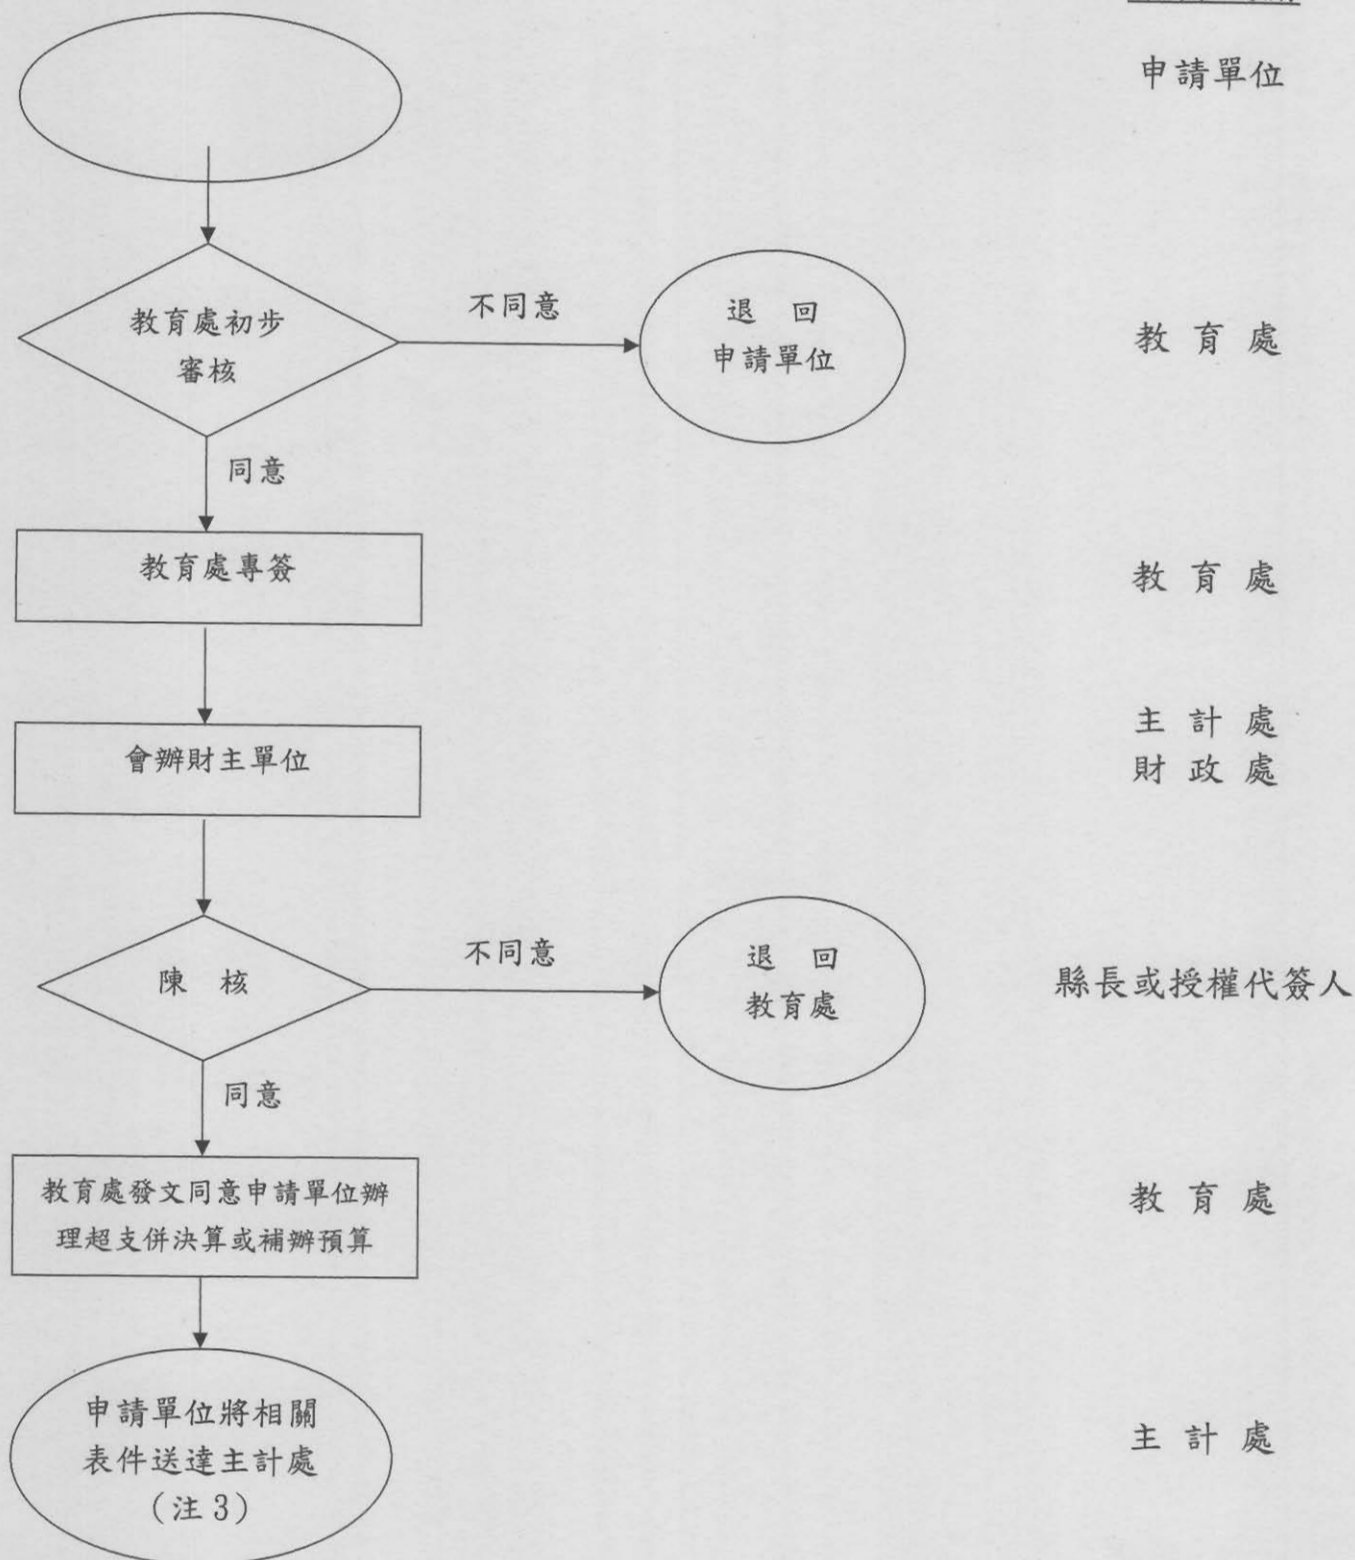 申請單位
教育處初步
審核
不同意
退 回
申請單位
教 育 處
同意
教育處專簽
教 育 處
會辦財主單位
主 計 處
財 政 處
陳 核
不同意
退 回
教育處
縣長或授權代簽人
同意
教育處發文同意申請單位辦
理超支併決算或補辦預算
教 育 處
申請單位將相關
表件送達主計處
(注 3)
主 計 處